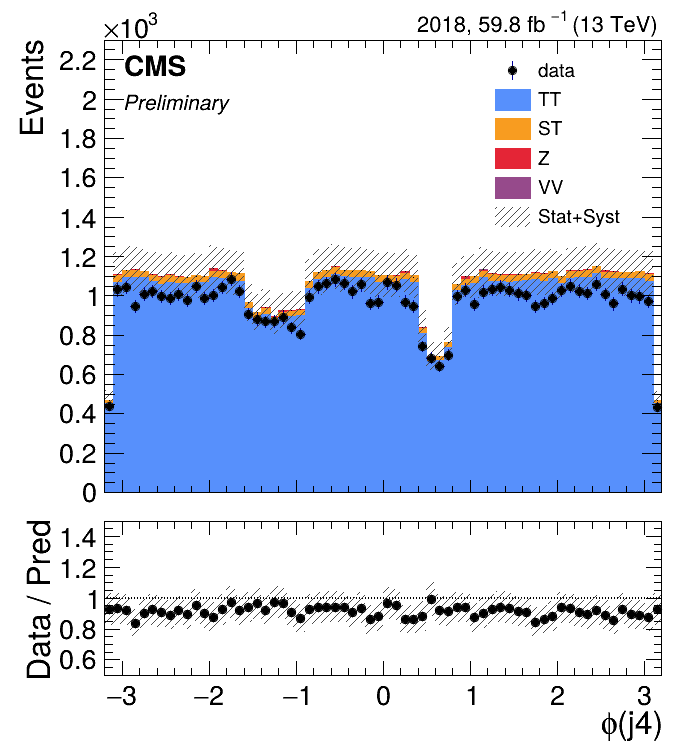 ×10³
2018, 59.8 fb ⁻¹ (13 TeV)
Events
CMS
Preliminary
data
TT
ST
Z
VV
Stat+Syst
2.2
2
1.8
1.6
1.4
1.2
1
0.8
0.6
0.4
0.2
0
Data / Pred
1.4
1.2
1
0.8
0.6
−3 −2 −1 0 1 2 3
ϕ(j4)